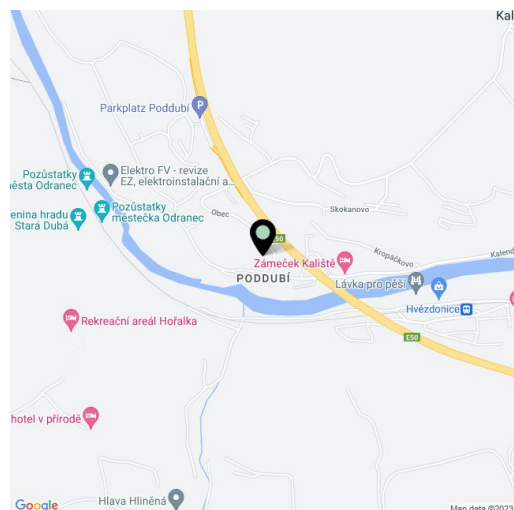 Kal
Parkplatz Poddubí
P
Elektro FV - revize
EZ, elektroinstalační a...
Pozůstatky
města Odranec
Pozůstatky
městečka Odranec
enina hradu
Stará Dubá
Obec
Skokanovo
E50
Kropáčkovo
Kalend
Zámeček Kaliště
PODDUBÍ
Lávka pro pěší
Hvězdonice
Rekreační areál Hořalka
E50
hotel v přírodě
Hlava Hliněná
Google
Map data ©2023